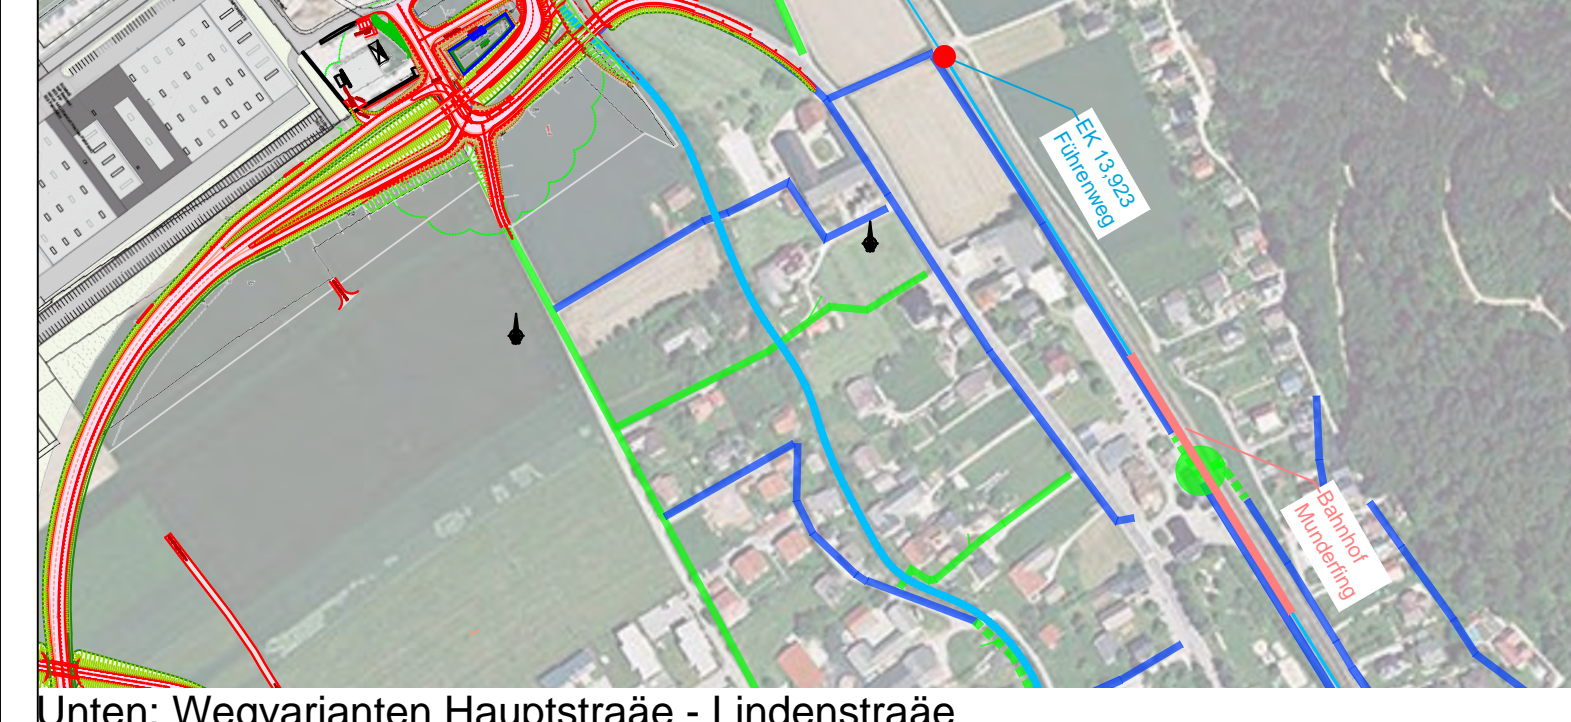 EK 13,923
Führenweg
Bahnhof
Munderfing
Unten: Wegvarianten Hauptstraäe - Lindenstraäe